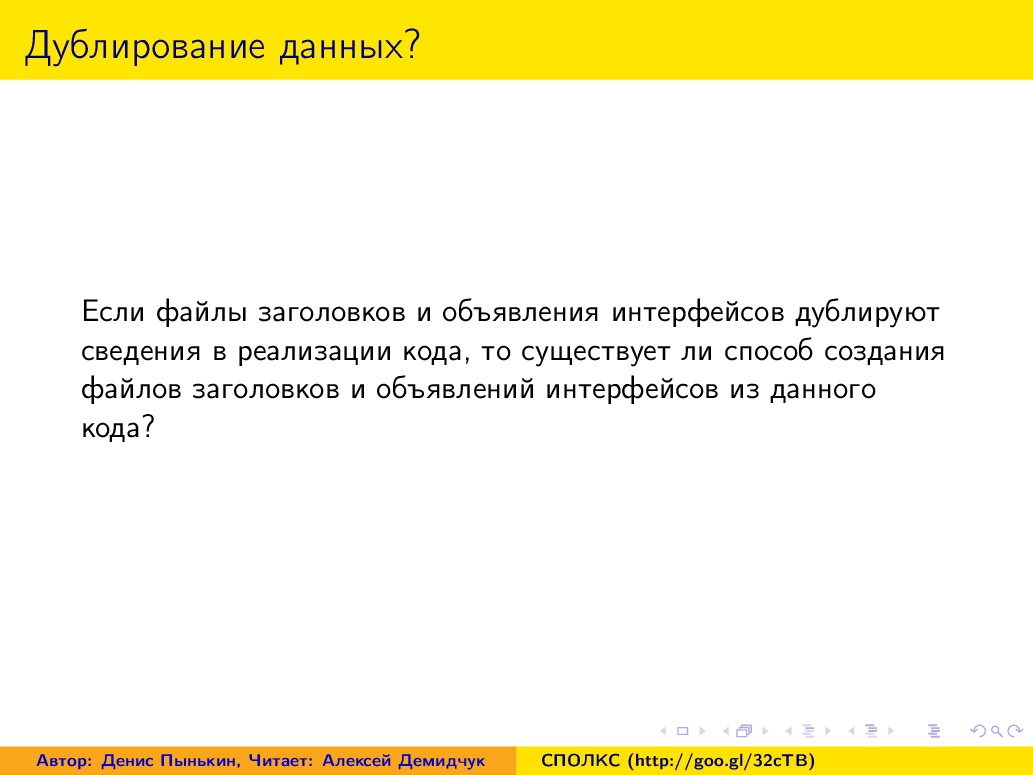 Дублирование данных?
Если файлы заголовков и объявления интерфейсов дублируют
сведения в реализации кода, то существует ли способ создания
файлов заголовков и объявлений интерфейсов из данного
кода?
Автор: Денис Пынькин, Читает: Алексей Демидчук СПОЛКС (http://goo.gl/32cTB)